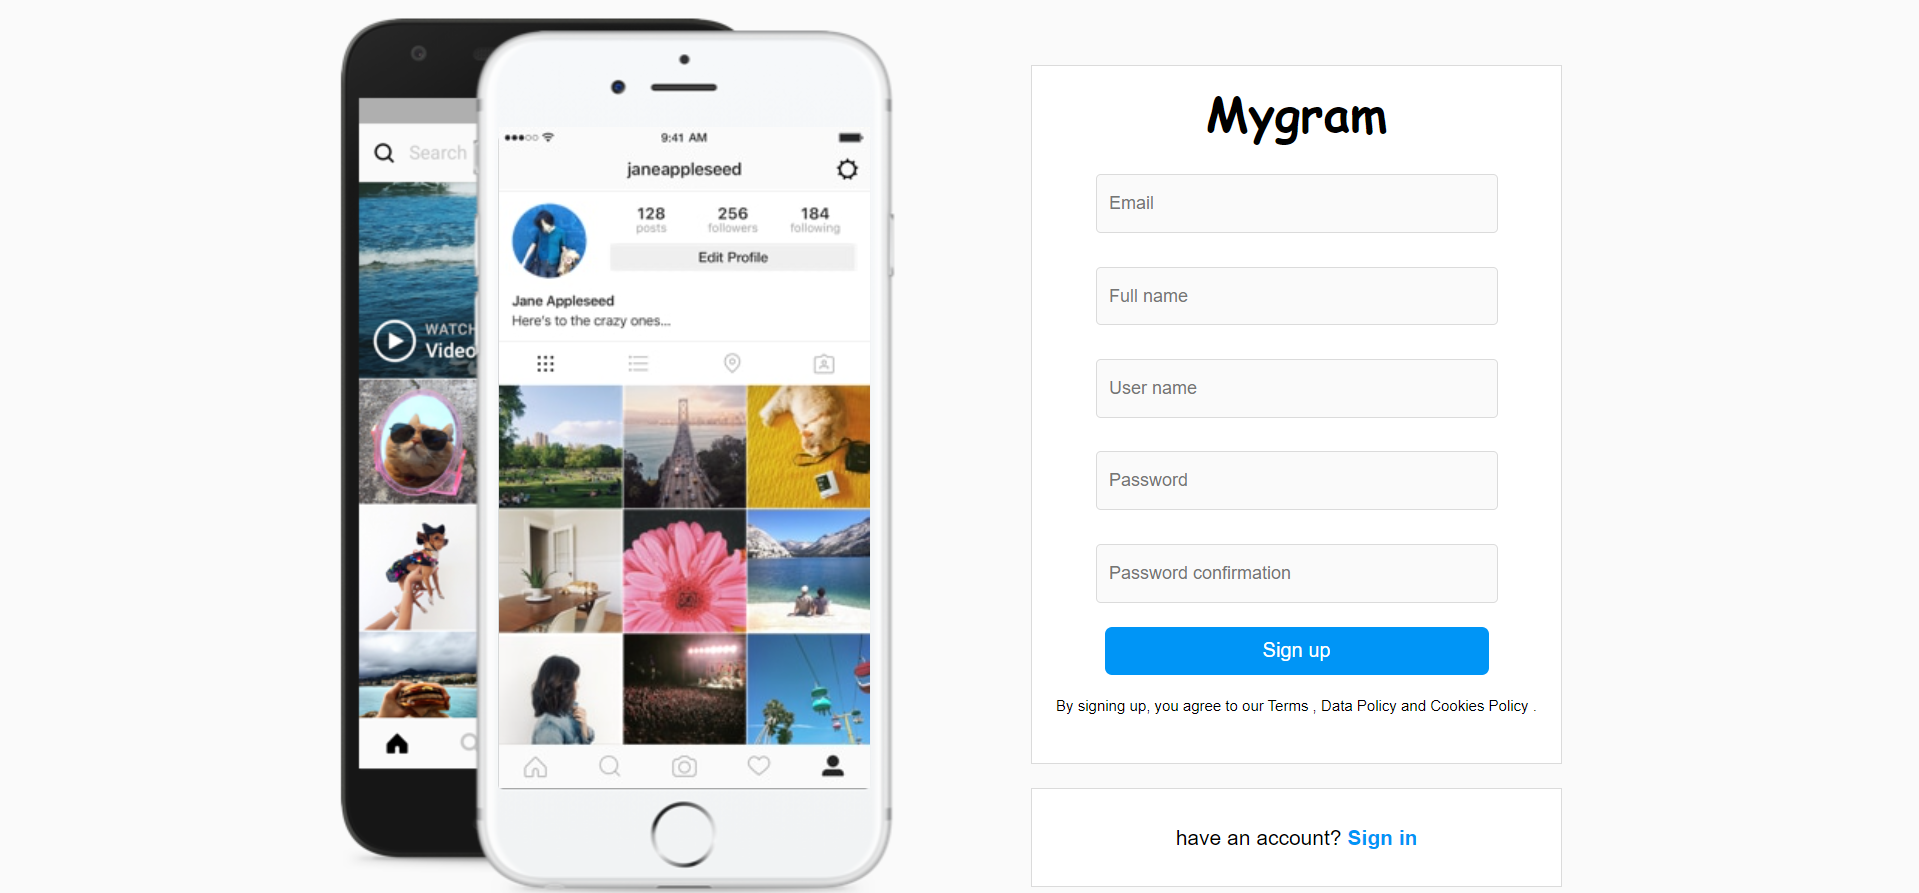 Search
WATCH
Video
9:41 AM
janeappleseed
128 256 184
posts followers following
Edit Profile
Jane Appleseed
Here's to the crazy ones...
Mygram
Email
Full name
User name
Password
Password confirmation
Sign up
By signing up, you agree to our Terms , Data Policy and Cookies Policy .
have an account? Sign in